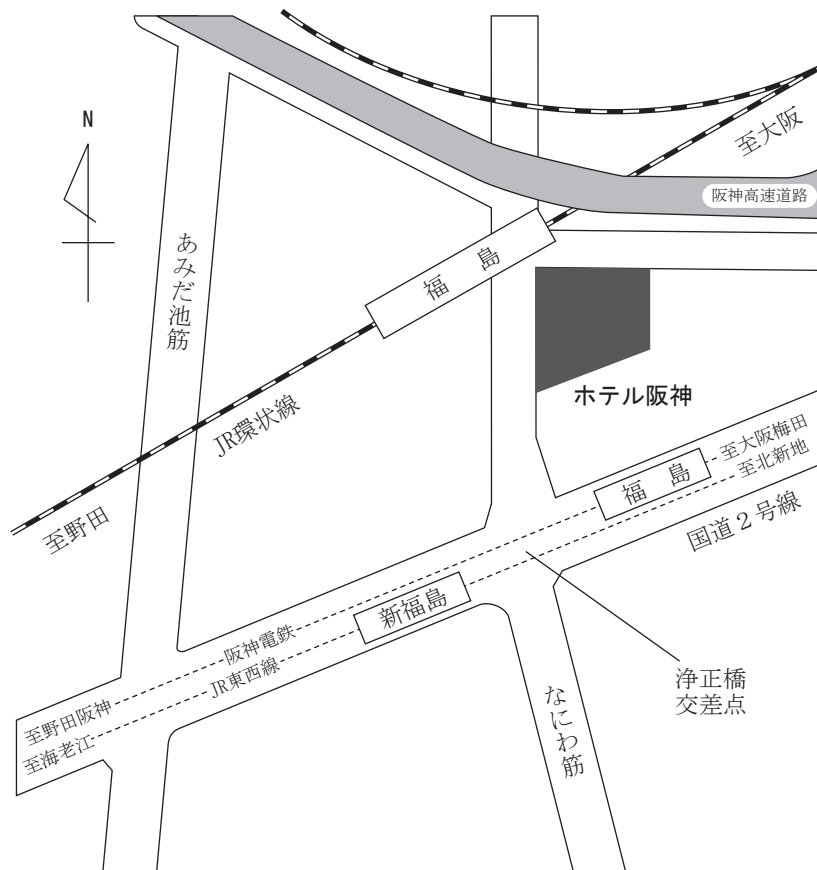 N
至大阪
阪神高速道路
あみだ池筋
福島
JR環状線
至野田
ホテル阪神
至大阪梅田
至北新地
福島
国道2号線
新福島
阪神電鉄
JR東西線
至野田阪神
至海老江
浄正橋
交差点
なにわ筋